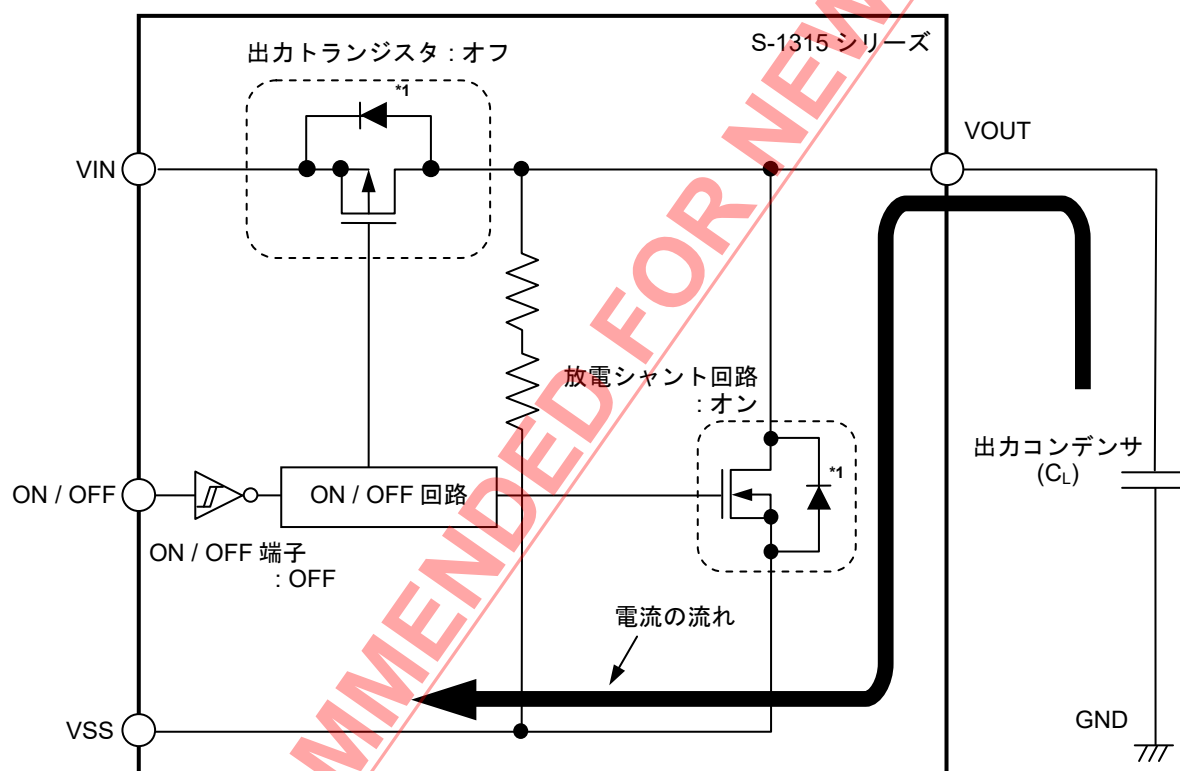 S-1315 シリーズ
出力トランジスタ : オフ
*1
VOUT
VIN
放電シャント回路
: オン
*1
出力コンデンサ
(CL)
ON / OFF
ON / OFF 回路
ON / OFF 端子
: OFF
電流の流れ
VSS
GND
MMENDED FOR NEW